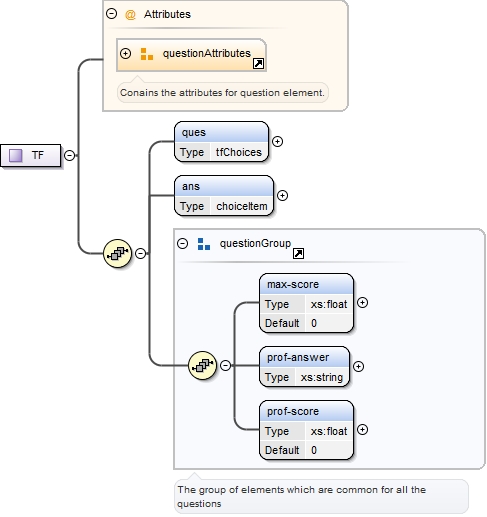 Attributes
questionAttributes
Conains the attributes for question element.
TF
ques
Type tfChoices
ans
Type choiceItem
questionGroup
max-score
Type xs:float
Default 0
prof-answer
Type xs:string
prof-score
Type xs:float
Default 0
The group of elements which are common for all the
questions